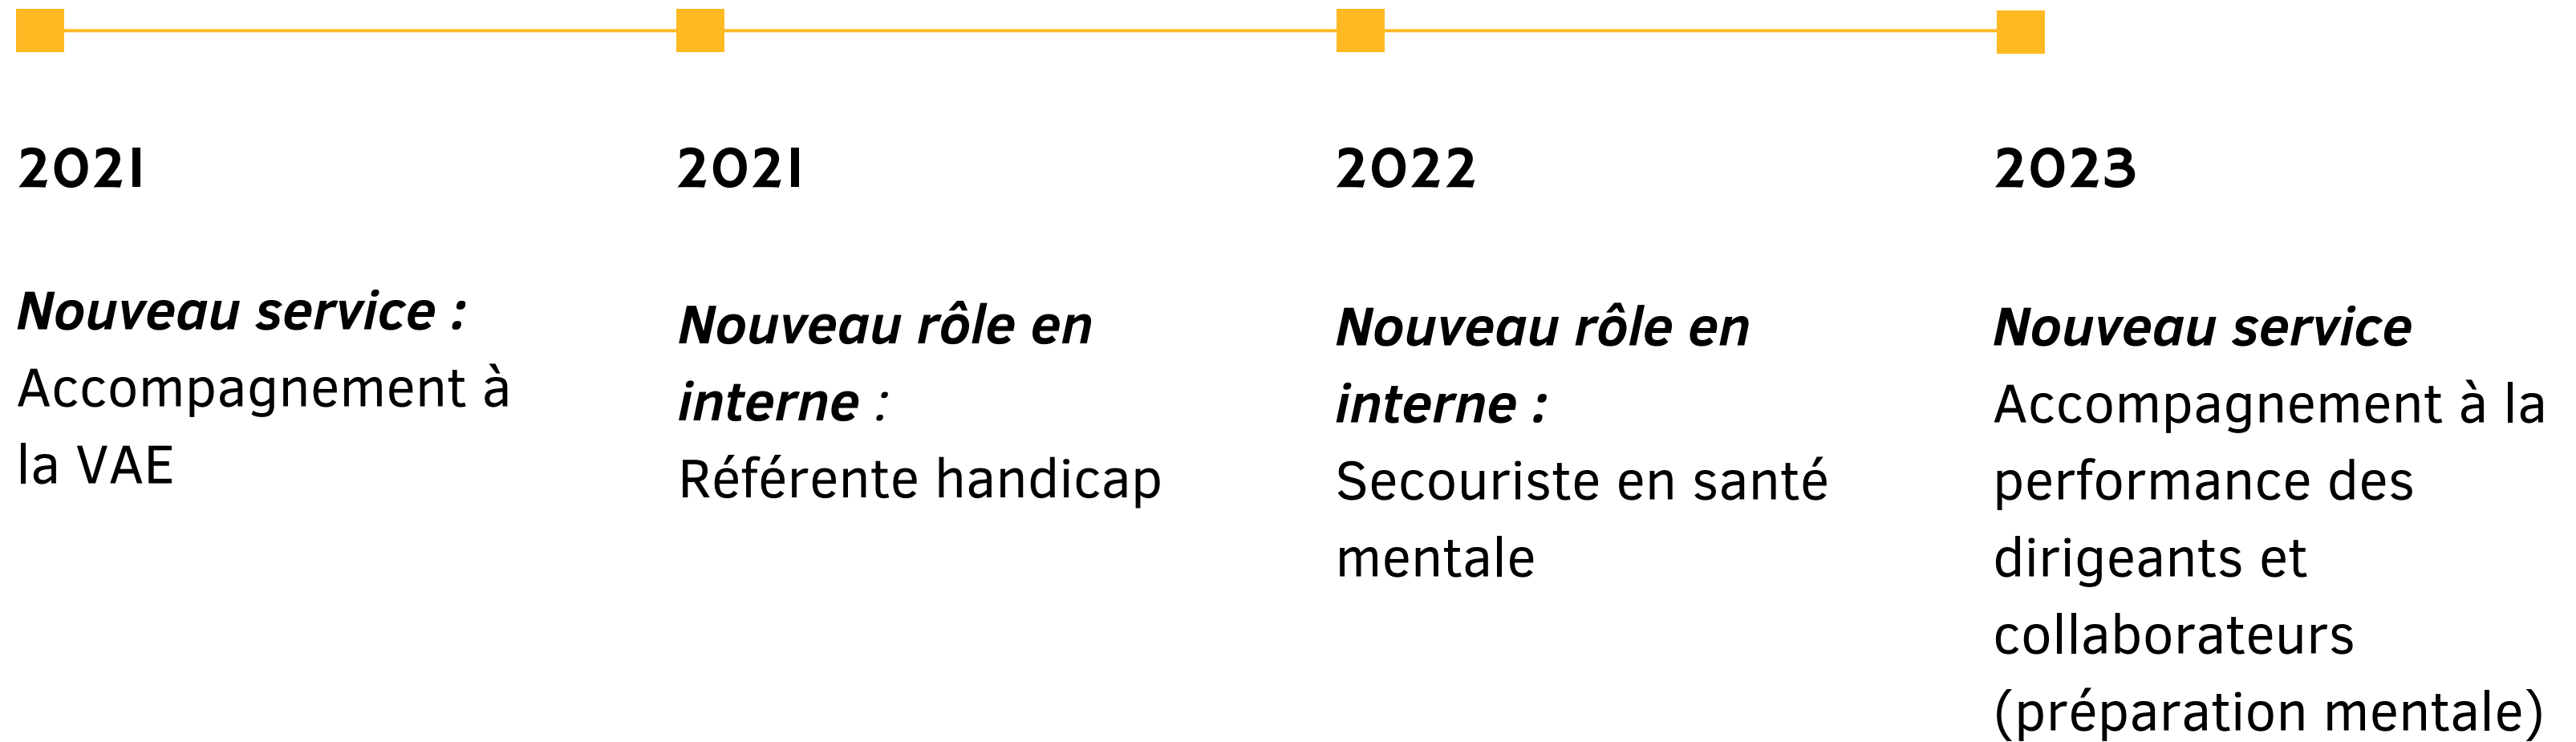 2021
Nouveau service :
Accompagnement à
la VAE
2021
Nouveau rôle en
interne :
Référente handicap
2022
Nouveau rôle en
interne :
Secouriste en santé
mentale
2023
Nouveau service
Accompagnement à la
performance des
dirigeants et
collaborateurs
(préparation mentale)